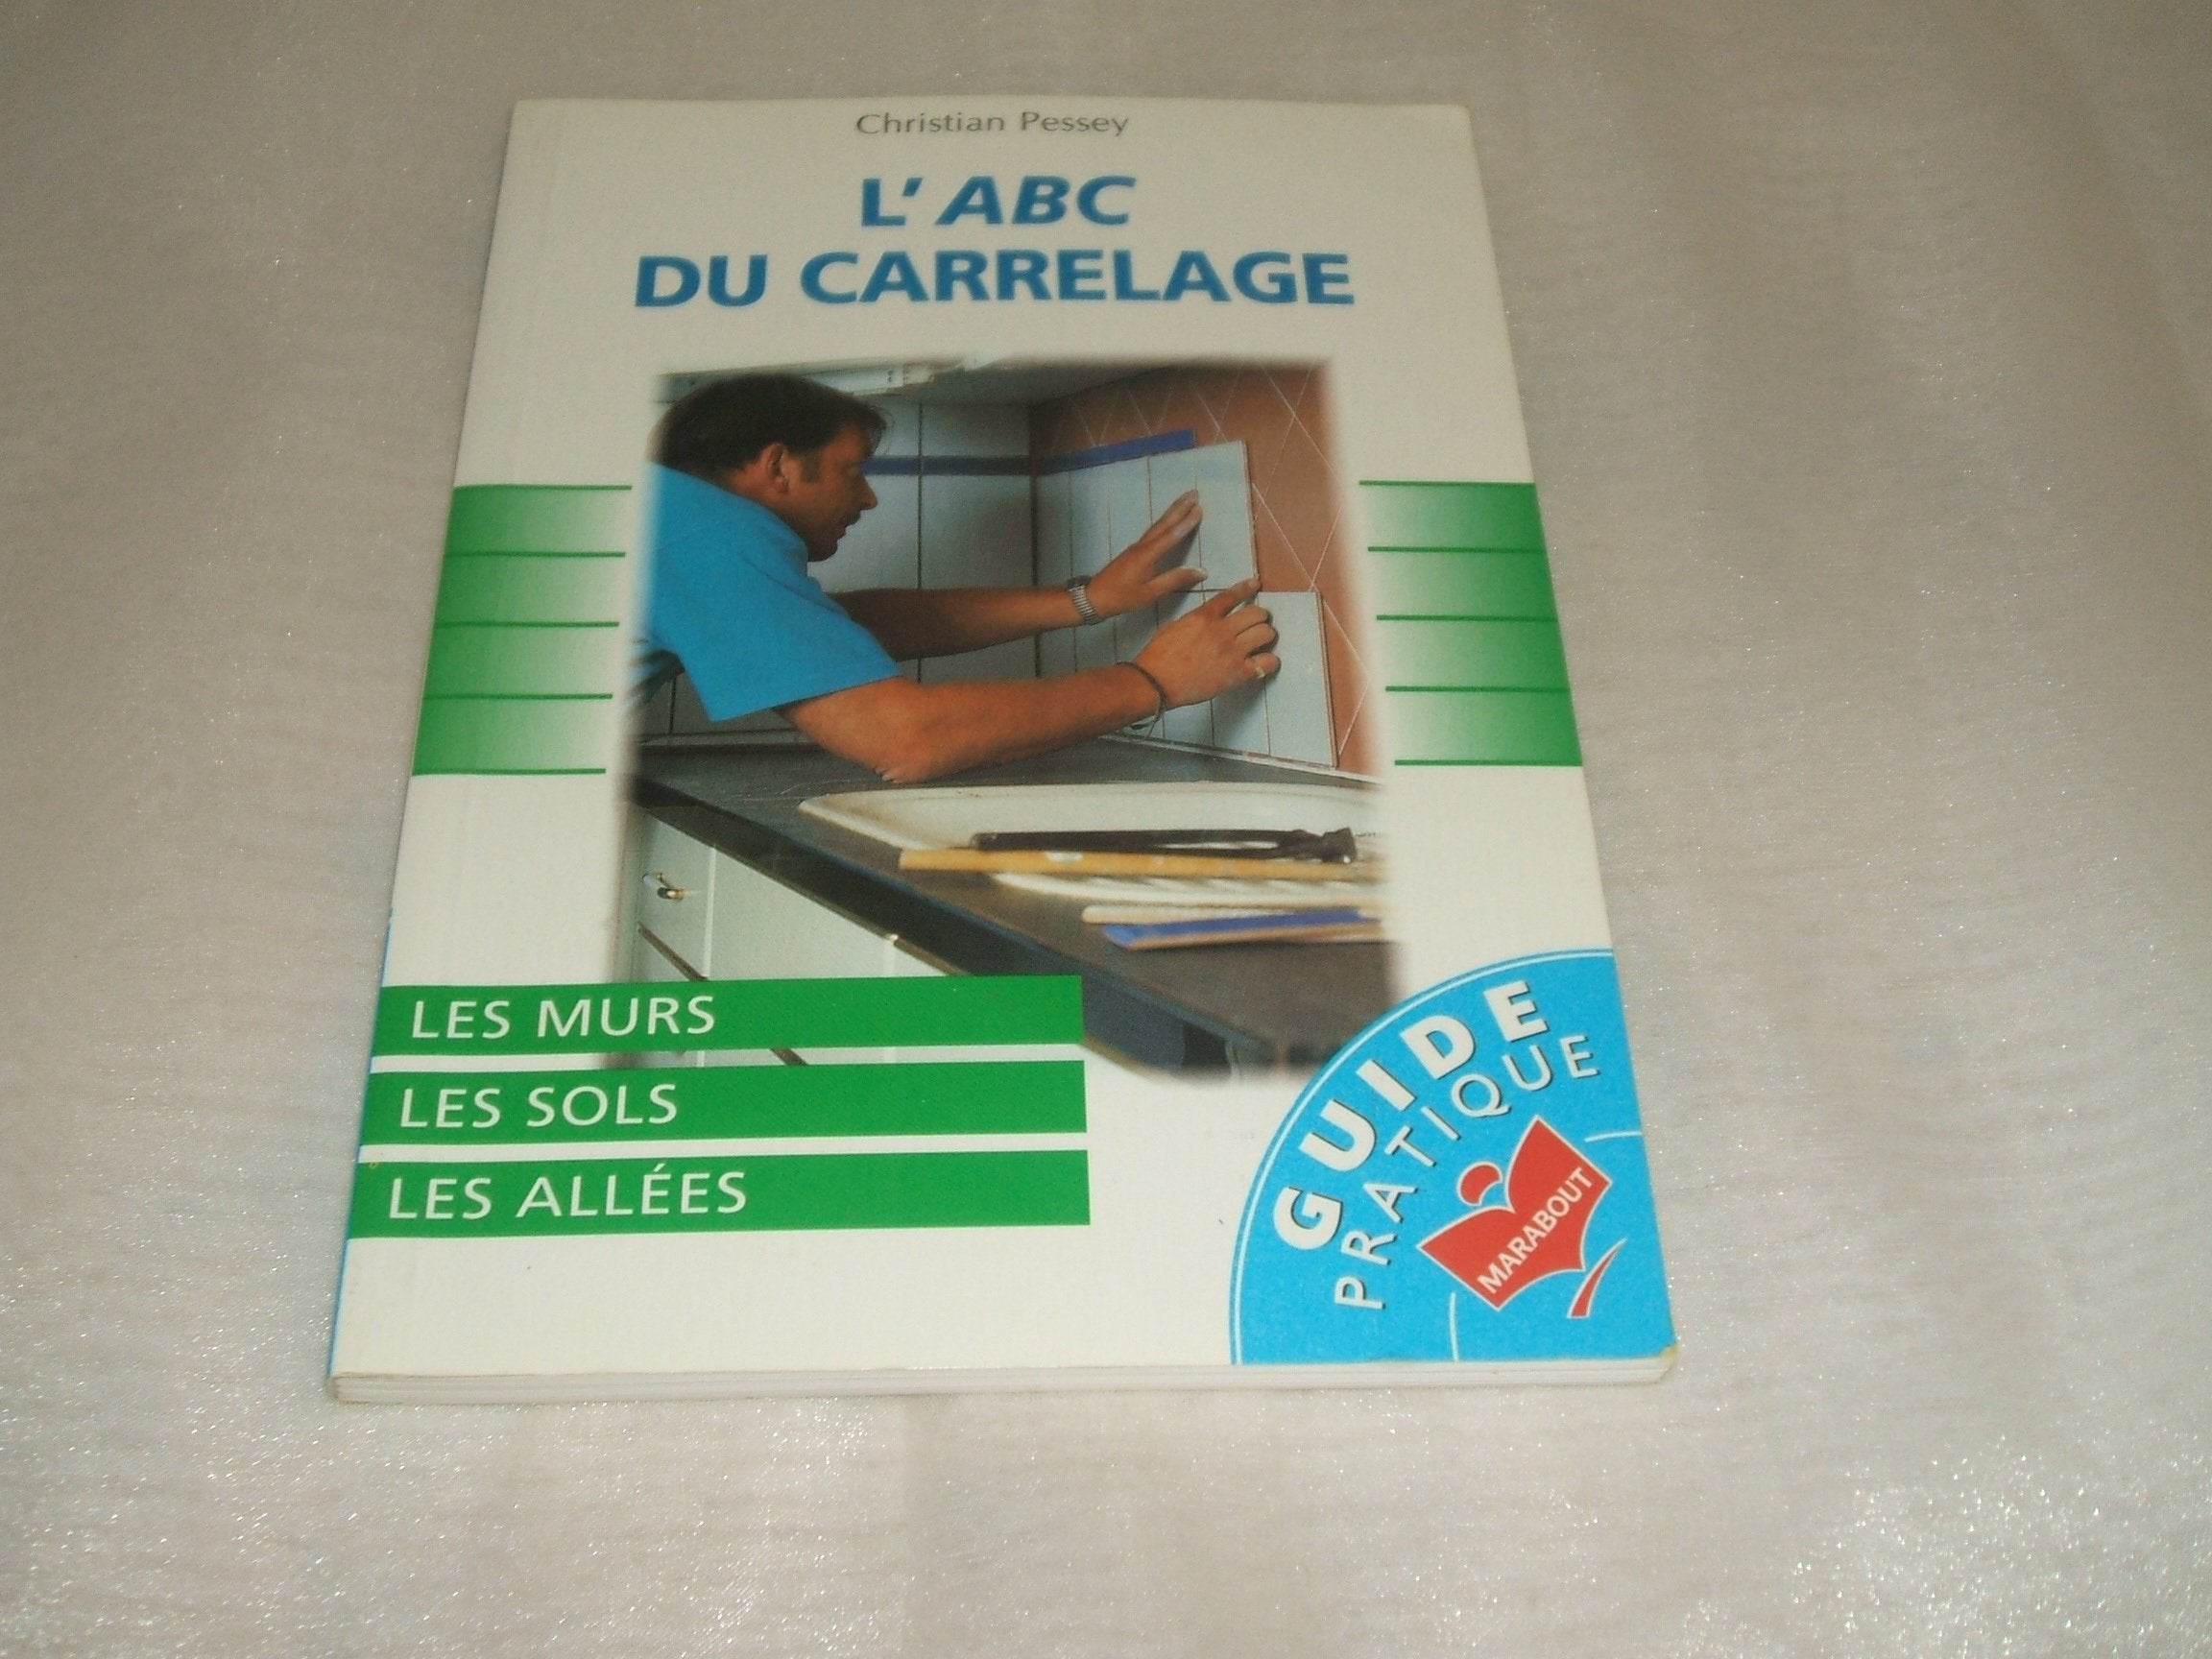 Christian Pessey
L'ABC
DU CARRELAGE
LES MURS
LES SOLS
LES ALLÉES
GUIDE
PRATIQUE
MARABOUT